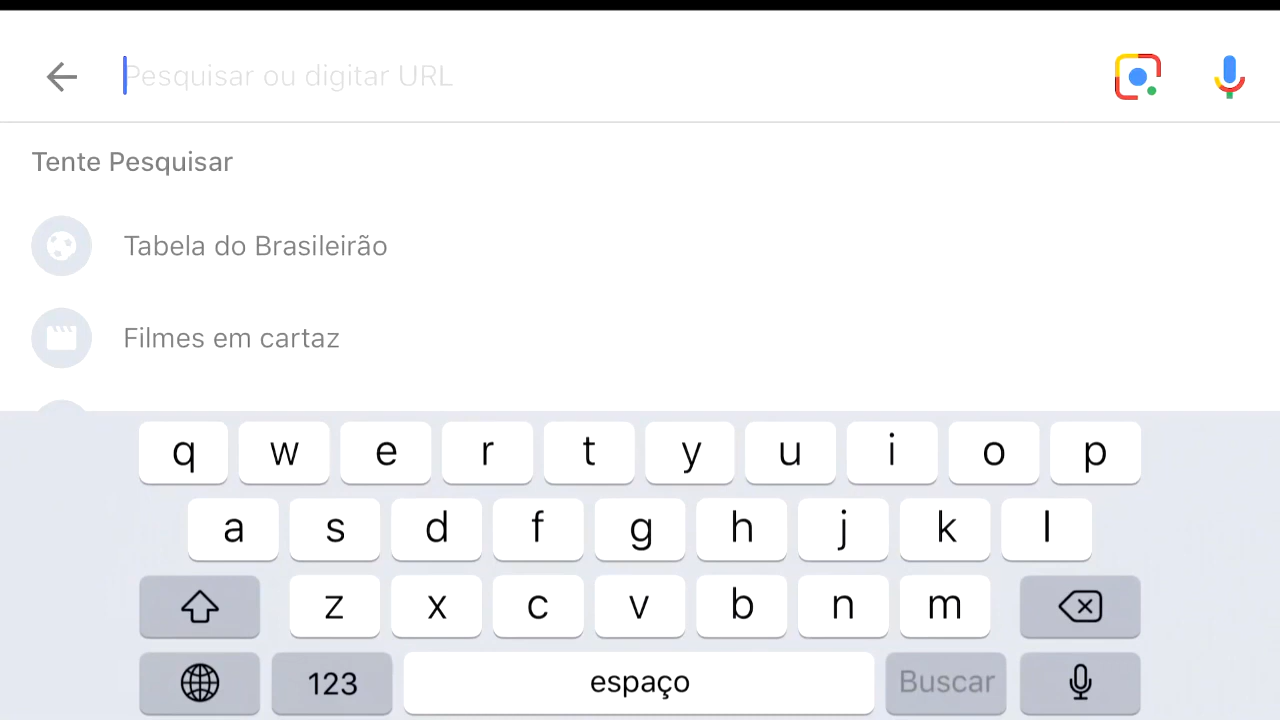 Pesquisar ou digitar URL
Tente Pesquisar
Tabela do Brasileirão
Filmes em cartaz
q w e r t y u i o p
a s d f g h j k l
z x c v b n m
123 espaço Buscar